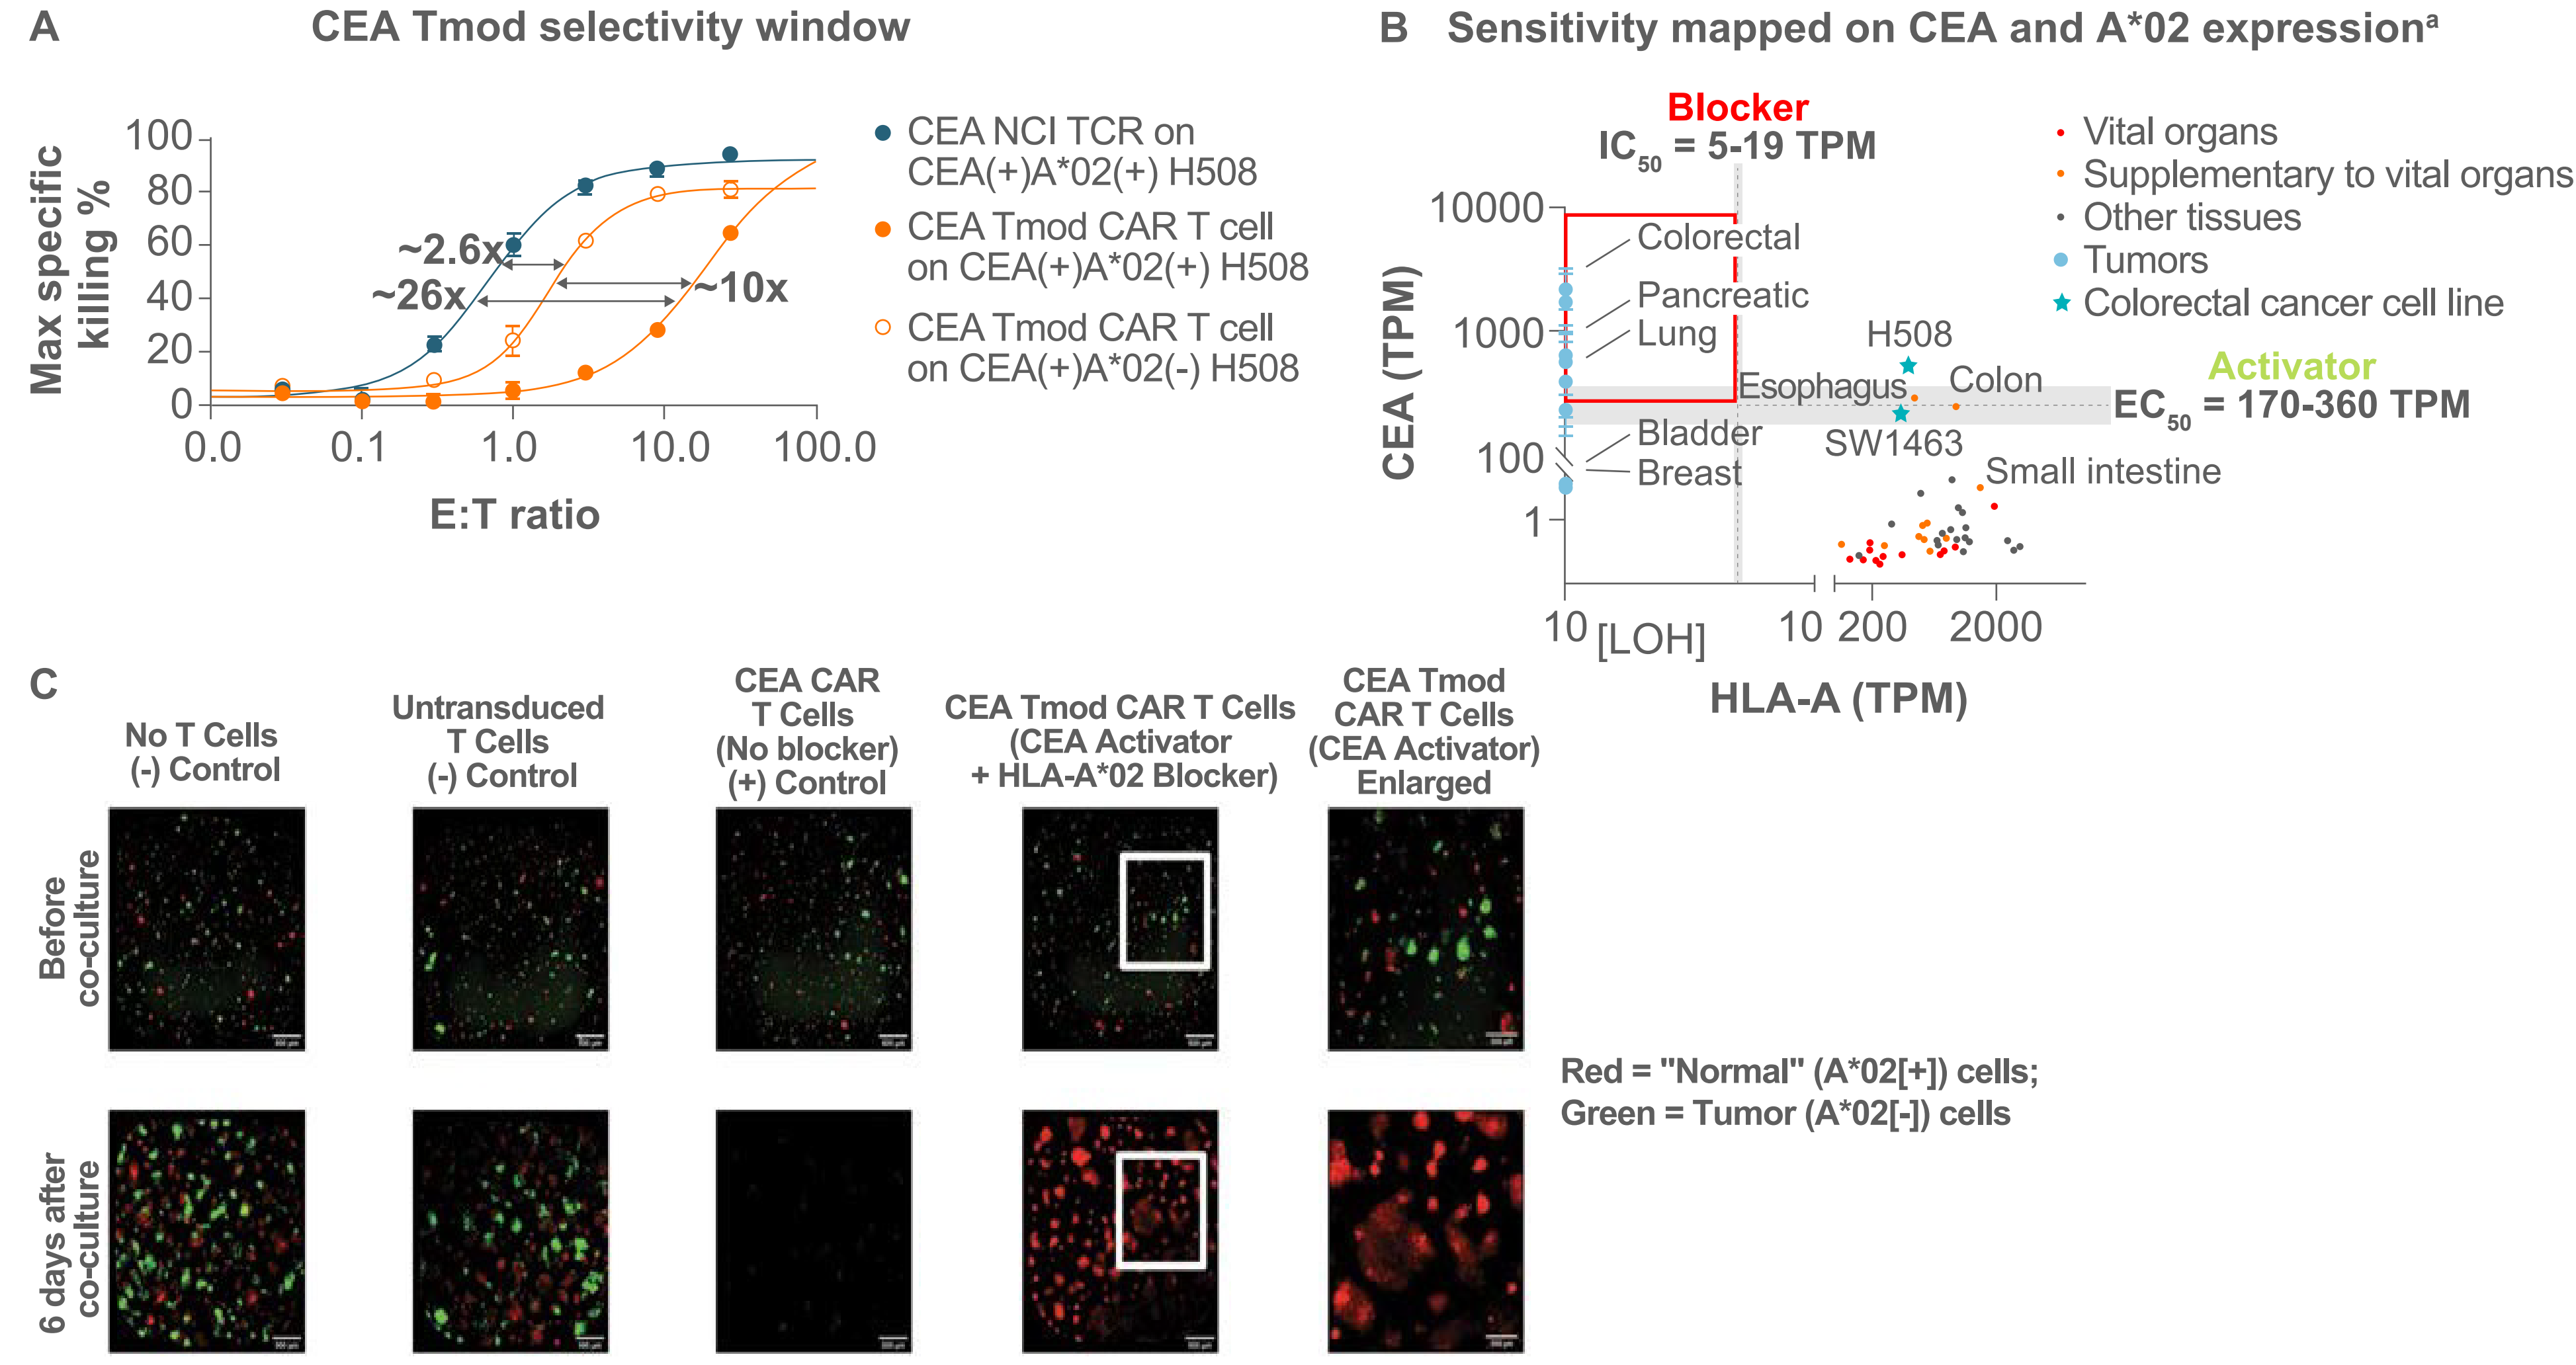 A
CEA Tmod selectivity window
Max specific
killing %
100
80
60
40
20
0
~2.6x
~26x
~10x
0.0
0.1
1.0
10.0
100.0
E:T ratio
CEA NCI TCR on
CEA(+)A*02(+) H508
CEA Tmod CAR T cell
on CEA(+)A*02(+) H508
CEA Tmod CAR T cell
on CEA(+)A*02(-) H508
B
Sensitivity mapped on CEA and A*02 expressionᵃ
Blocker
IC₅₀ = 5-19 TPM
CEA (TPM)
10000
1000
100
1
Colorectal
Pancreatic
Lung
Bladder
Breast
H508
Esophagus
Colon
SW1463
Small intestine
Vital organs
Supplementary to vital organs
Other tissues
Tumors
Colorectal cancer cell line
Activator
EC₅₀ = 170-360 TPM
10
[LOH]
10
200
2000
HLA-A (TPM)
C
No T Cells
(-) Control
Untransduced
T Cells
(-) Control
CEA CAR
T Cells
(No blocker)
(+) Control
CEA Tmod CAR T Cells
(CEA Activator
+ HLA-A*02 Blocker)
CEA Tmod
CAR T Cells
(CEA Activator)
Enlarged
Before
co-culture
6 days after
co-culture
Red = "Normal" (A*02[+]) cells;
Green = Tumor (A*02[-]) cells